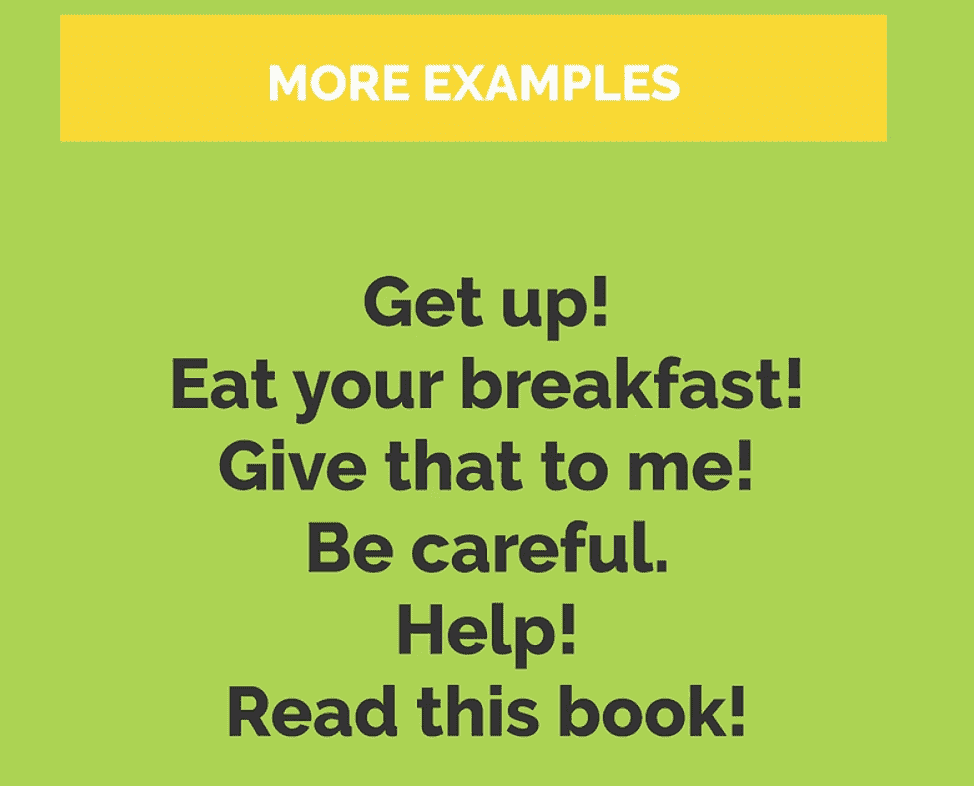 MORE EXAMPLES
Get up!
Eat your breakfast!
Give that to me!
Be careful.
Help!
Read this book!